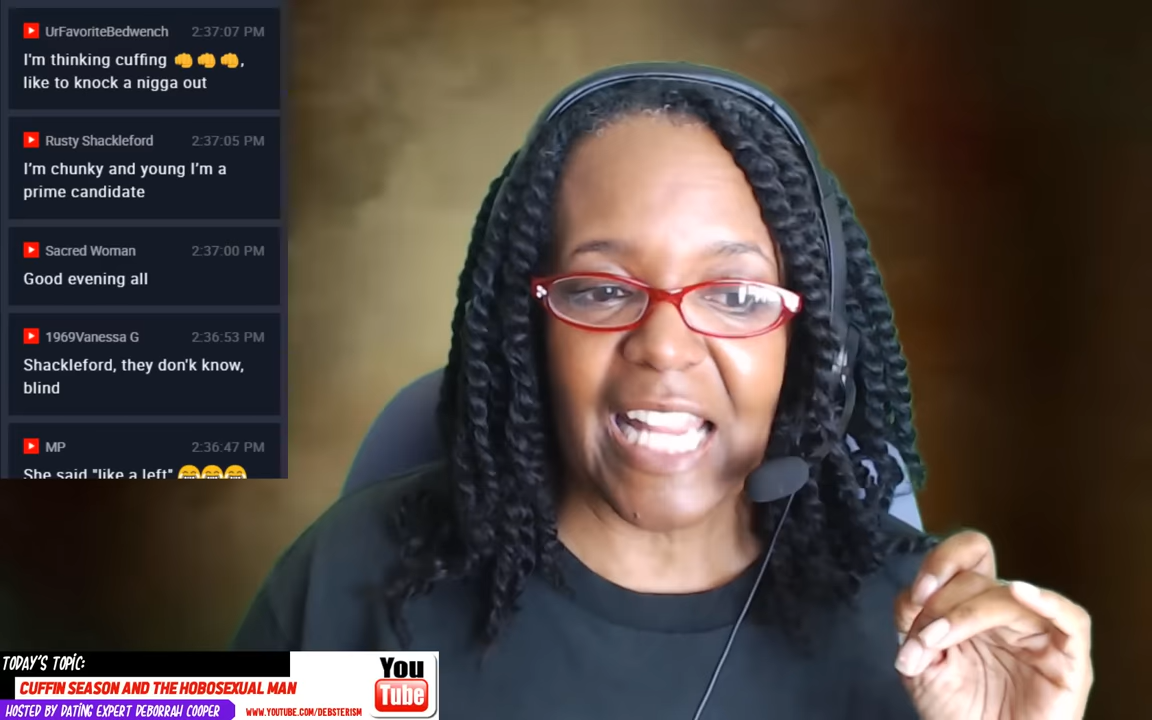 UrFavoriteBedwench 2:37:07 PM
I'm thinking cuffing 👊👊👊,
like to knock a nigga out
Rusty Shackleford 2:37:05 PM
I'm chunky and young I'm a
prime candidate
Sacred Woman 2:37:00 PM
Good evening all
1969Vanessa G 2:36:53 PM
Shackleford, they don'k know,
blind
MP 2:36:47 PM
She said "like a left" 😂😂😂
TODAY'S TOPIC:
CUFFIN SEASON AND THE HOBOSEXUAL MAN
HOSTED BY DATING EXPERT DEBORRAH COOPER
WWW.YOUTUBE.COM/DEBSTERISM
You
Tube